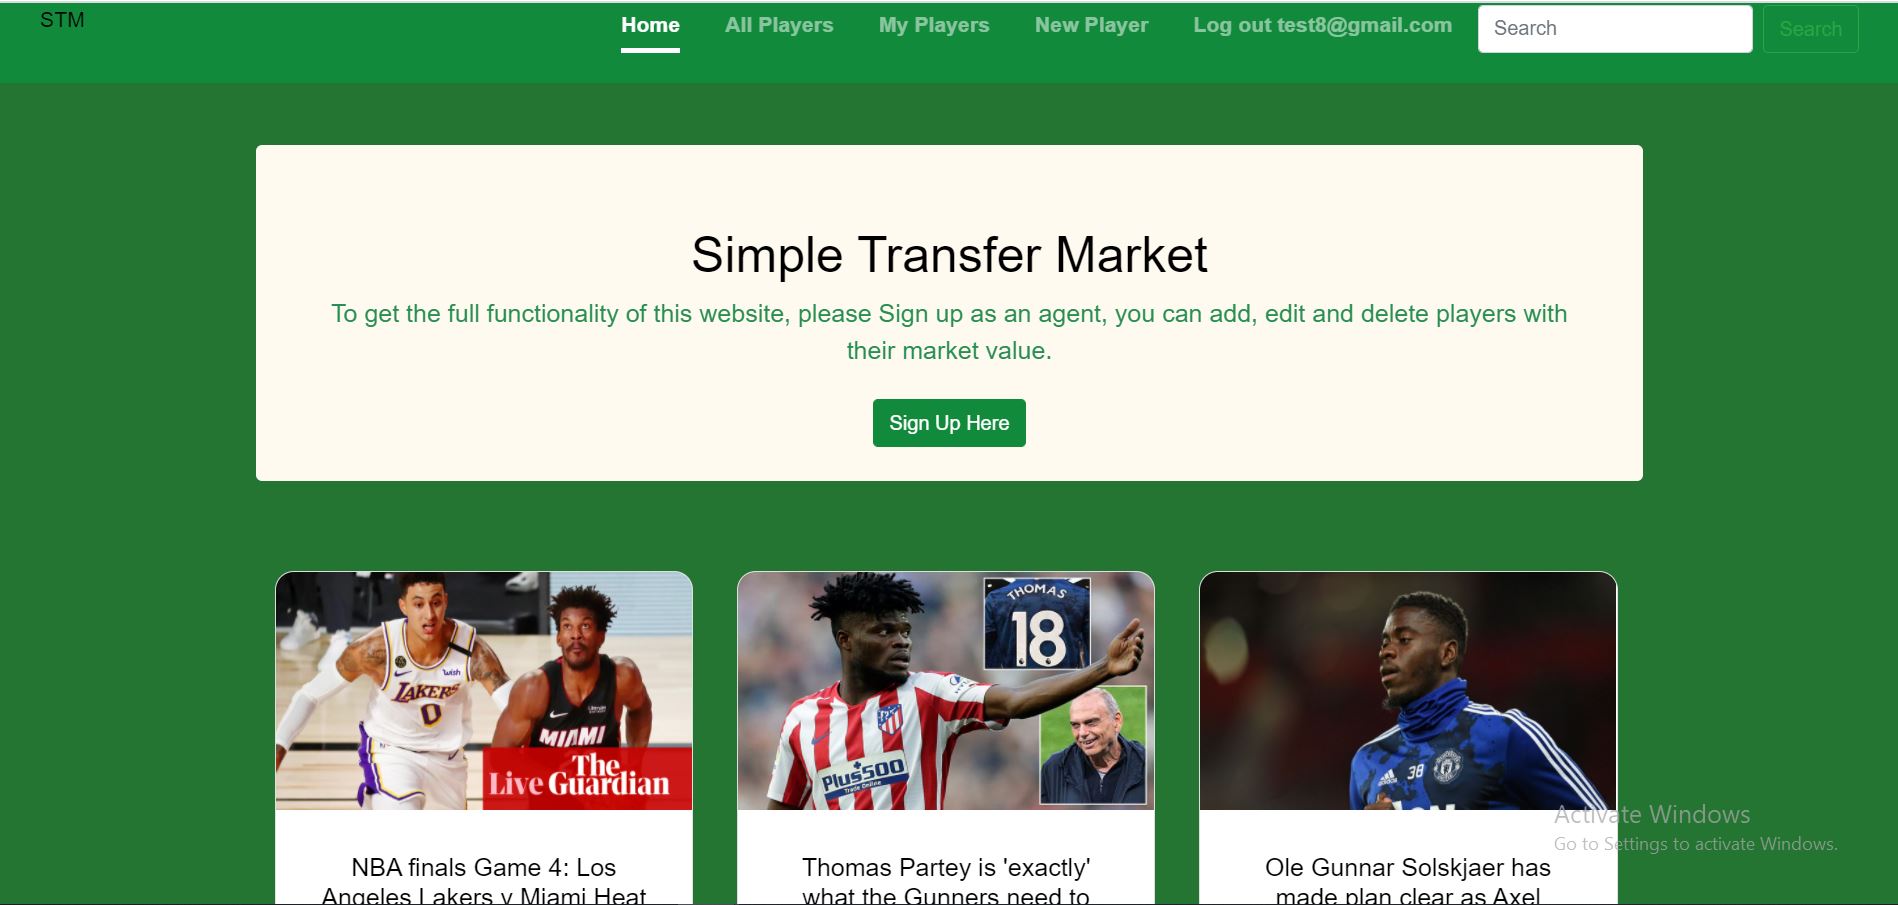 STM
Home
All Players
My Players
New Player
Log out test8@gmail.com
Search
Search
Simple Transfer Market
To get the full functionality of this website, please Sign up as an agent, you can add, edit and delete players with
their market value.
Sign Up Here
wish
LAKERS
0
MIAMI
The
Live Guardian
THOMAS
18
Plus500
Trade Online
38
NBA finals Game 4: Los
Angeles Lakers v Miami Heat
Thomas Partey is 'exactly'
what the Gunners need to
Ole Gunnar Solskjaer has
made plan clear as Axel
Activate Windows
Go to Settings to activate Windows.